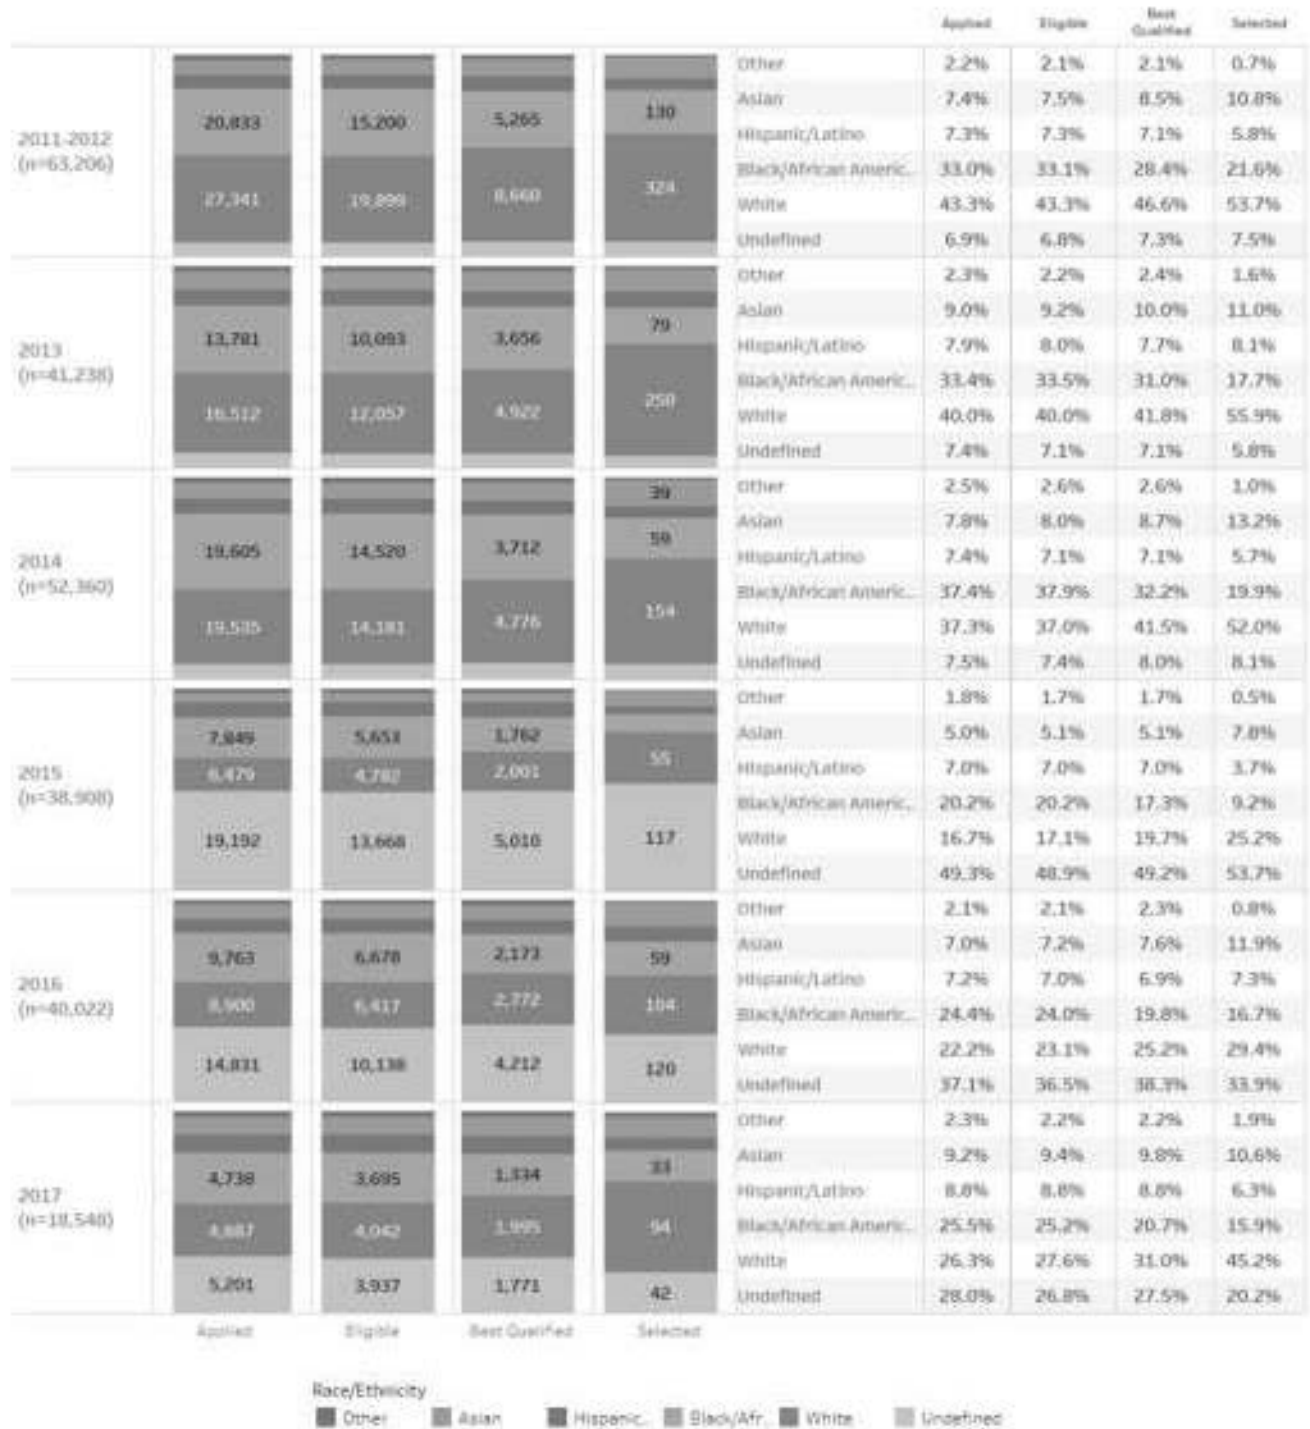 Applied Eligible Best Qualified Selected
2011-2012
(n=63,206)
20,833 15,200 5,265 130
27,341 19,898 8,660 324
Other 2.2% 2.1% 2.1% 0.7%
Asian 7.4% 7.5% 8.5% 10.8%
Hispanic/Latino 7.3% 7.3% 7.1% 5.8%
Black/African Americ... 33.0% 33.1% 28.4% 21.6%
White 43.3% 43.3% 46.6% 53.7%
Undefined 6.9% 6.8% 7.3% 7.5%
2013
(n=41,238)
13,781 10,093 3,656 79
16,512 12,057 4,922 250
Other 2.3% 2.2% 2.4% 1.6%
Asian 9.0% 9.2% 10.0% 11.0%
Hispanic/Latino 7.9% 8.0% 7.7% 8.1%
Black/African Americ... 33.4% 33.5% 31.0% 17.7%
White 40.0% 40.0% 41.8% 55.9%
Undefined 7.4% 7.1% 7.1% 5.8%
2014
(n=52,360)
39
19,605 14,520 3,712 59
19,535 14,181 4,776 154
Other 2.5% 2.6% 2.6% 1.0%
Asian 7.8% 8.0% 8.7% 13.2%
Hispanic/Latino 7.4% 7.1% 7.1% 5.7%
Black/African Americ... 37.4% 37.9% 32.2% 19.9%
White 37.3% 37.0% 41.5% 52.0%
Undefined 7.5% 7.4% 8.0% 8.1%
2015
(n=38,908)
7,849 5,653 1,762
6,479 4,782 2,001 55
19,192 13,668 5,010 117
Other 1.8% 1.7% 1.7% 0.5%
Asian 5.0% 5.1% 5.1% 7.8%
Hispanic/Latino 7.0% 7.0% 7.0% 3.7%
Black/African Americ... 20.2% 20.2% 17.3% 9.2%
White 16.7% 17.1% 19.7% 25.2%
Undefined 49.3% 48.9% 49.2% 53.7%
2016
(n=40,022)
9,763 6,678 2,173 59
8,900 6,417 2,772 104
14,831 10,138 4,212 120
Other 2.1% 2.1% 2.3% 0.8%
Asian 7.0% 7.2% 7.6% 11.9%
Hispanic/Latino 7.2% 7.0% 6.9% 7.3%
Black/African Americ... 24.4% 24.0% 19.8% 16.7%
White 22.2% 23.1% 25.2% 29.4%
Undefined 37.1% 36.5% 38.3% 33.9%
2017
(n=18,548)
4,738 3,695 1,334 33
4,887 4,042 1,995 94
5,201 3,937 1,771 42
Other 2.3% 2.2% 2.2% 1.9%
Asian 9.2% 9.4% 9.8% 10.6%
Hispanic/Latino 8.8% 8.8% 8.8% 6.3%
Black/African Americ... 25.5% 25.2% 20.7% 15.9%
White 26.3% 27.6% 31.0% 45.2%
Undefined 28.0% 26.8% 27.5% 20.2%
Applied Eligible Best Qualified Selected
Race/Ethnicity
Other Asian Hispanic... Black/Afr... White Undefined